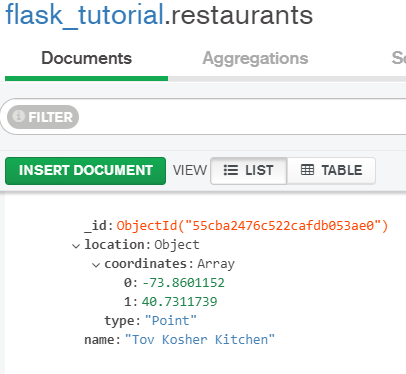 flask_tutorial.restaurants
Documents Aggregations
FILTER
INSERT DOCUMENT VIEW LIST TABLE
_id: ObjectId("55cba2476c522cafdb053ae0")
location: Object
coordinates: Array
0: -73.8601152
1: 40.7311739
type: "Point"
name: "Tov Kosher Kitchen"